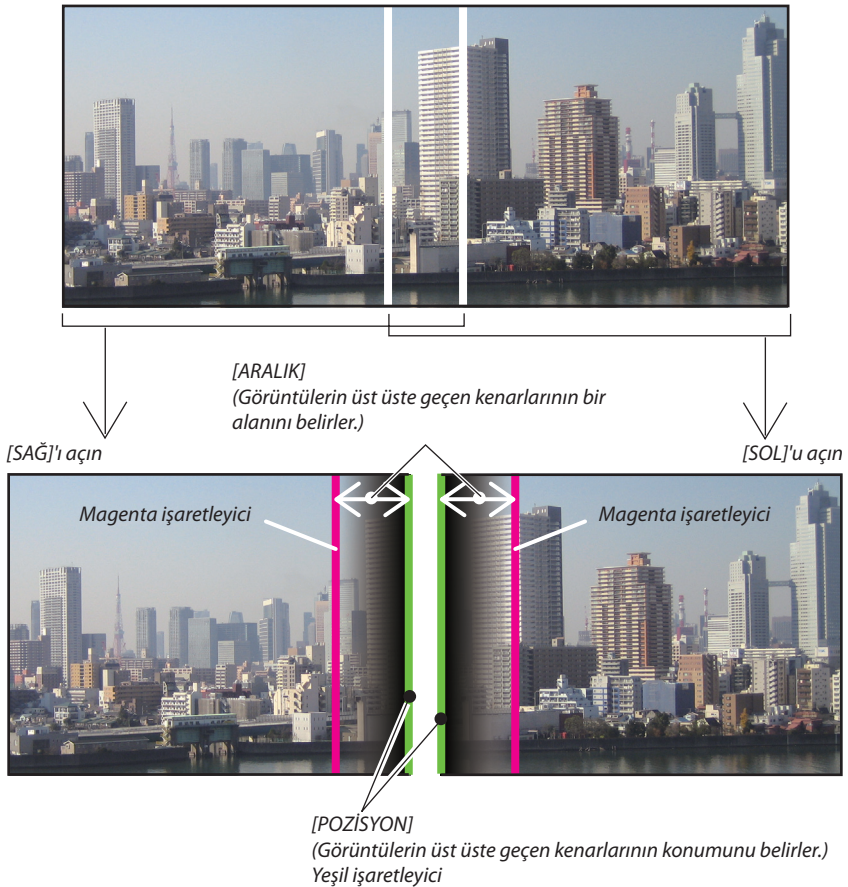 [ARALIK]
(Görüntülerin üst üste geçen kenarlarının bir
alanını belirler.)
[SAĞ]'ı açın
[SOL]'u açın
Magenta işaretleyici
Magenta işaretleyici
[POZİSYON]
(Görüntülerin üst üste geçen kenarlarının konumunu belirler.)
Yeşil işaretleyici